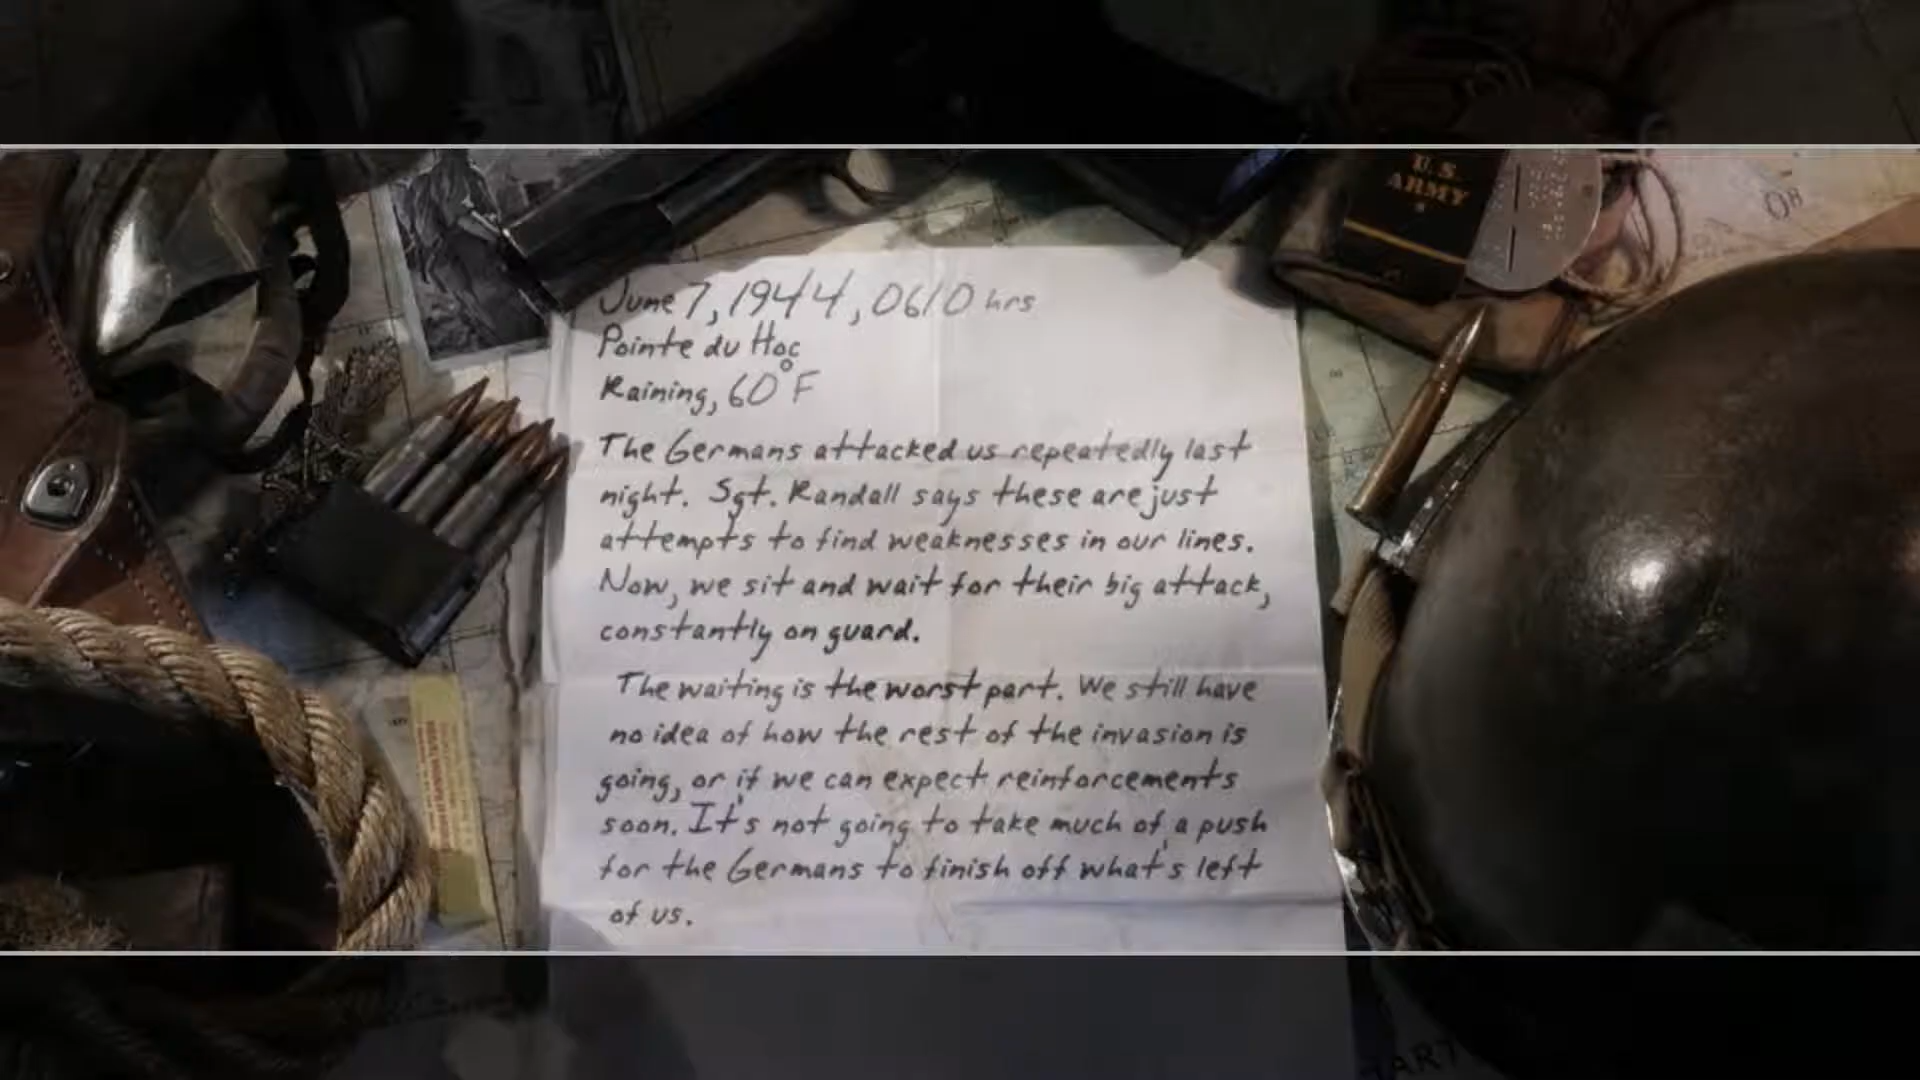 U.S.
ARMY
June 7, 1944, 0610 hrs
Pointe du Hoc
Raining, 60°F
The Germans attacked us repeatedly last
night. Sgt. Randall says these are just
attempts to find weaknesses in our lines.
Now, we sit and wait for their big attack,
constantly on guard.
The waiting is the worst part. We still have
no idea of how the rest of the invasion is
going, or if we can expect reinforcements
soon. It's not going to take much of a push
for the Germans to finish off what's left
of us.